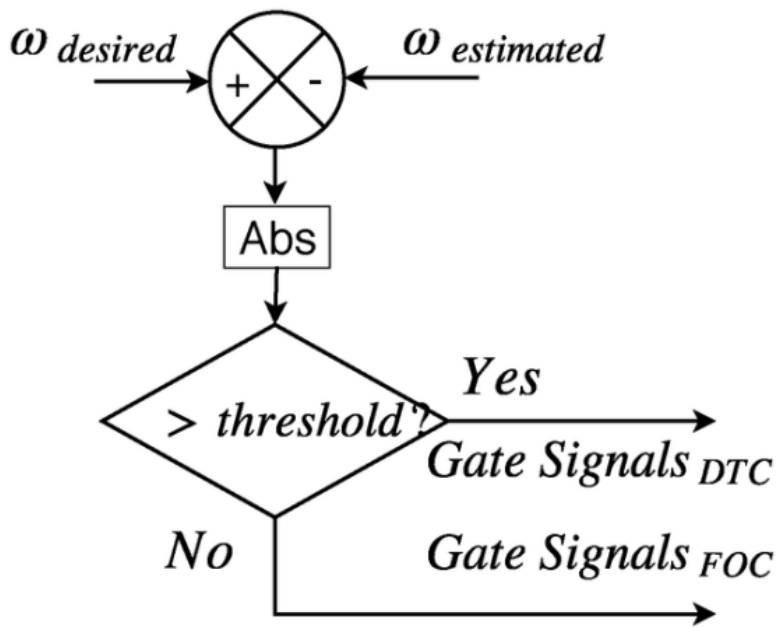 ω desired
ω estimated
+
-
Abs
> threshold?
Yes
Gate Signals DTC
No
Gate Signals FOC